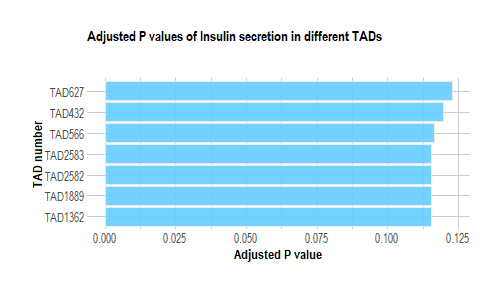 Adjusted P values of Insulin secretion in different TADs
TAD627
TAD432
TAD566
TAD2583
TAD2582
TAD1889
TAD1362
TAD number
0.000 0.025 0.050 0.075 0.100 0.125
Adjusted P value